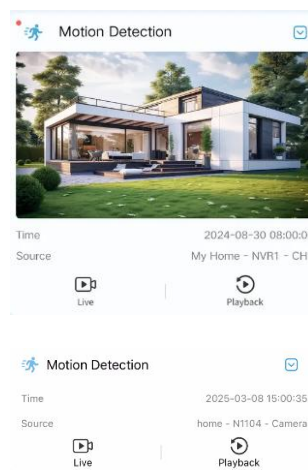 Motion Detection
Time 2024-08-30 08:00:0
Source My Home - NVR1 - CH
Live Playback
Motion Detection
Time 2025-03-08 15:00:35
Source home - N1104 - Camera
Live Playback